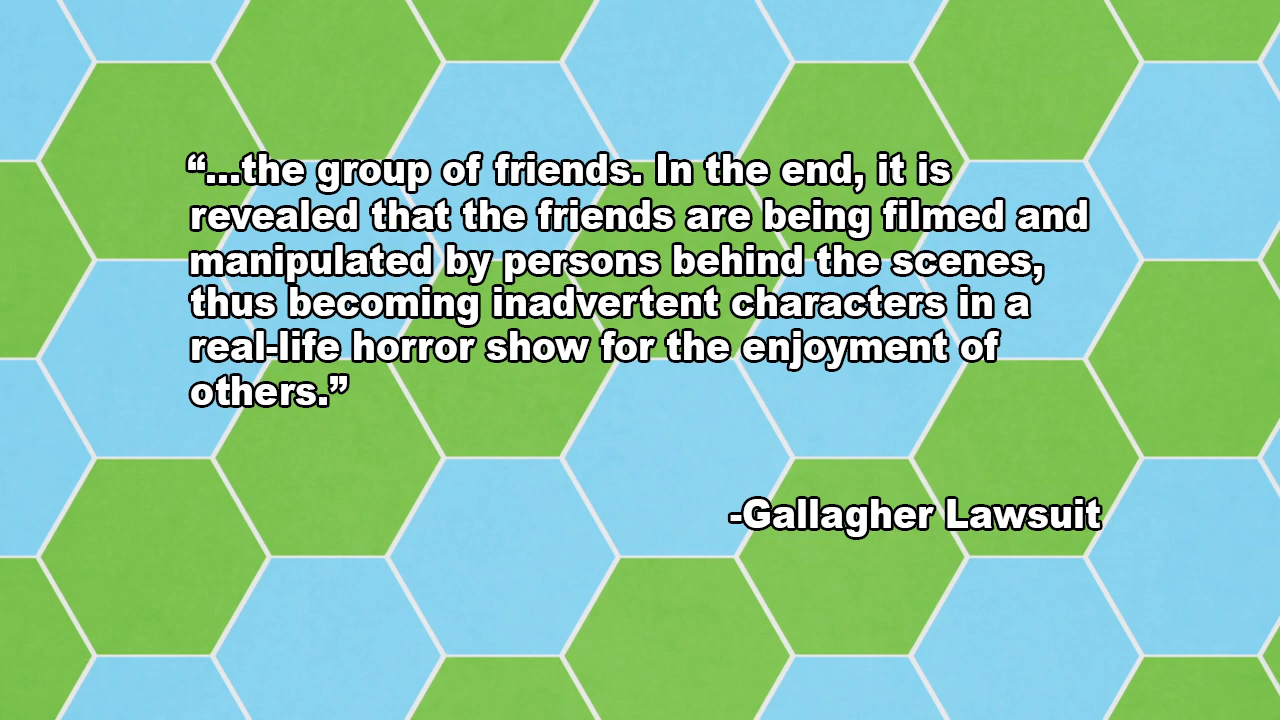 “...the group of friends. In the end, it is
revealed that the friends are being filmed and
manipulated by persons behind the scenes,
thus becoming inadvertent characters in a
real-life horror show for the enjoyment of
others.”
-Gallagher Lawsuit